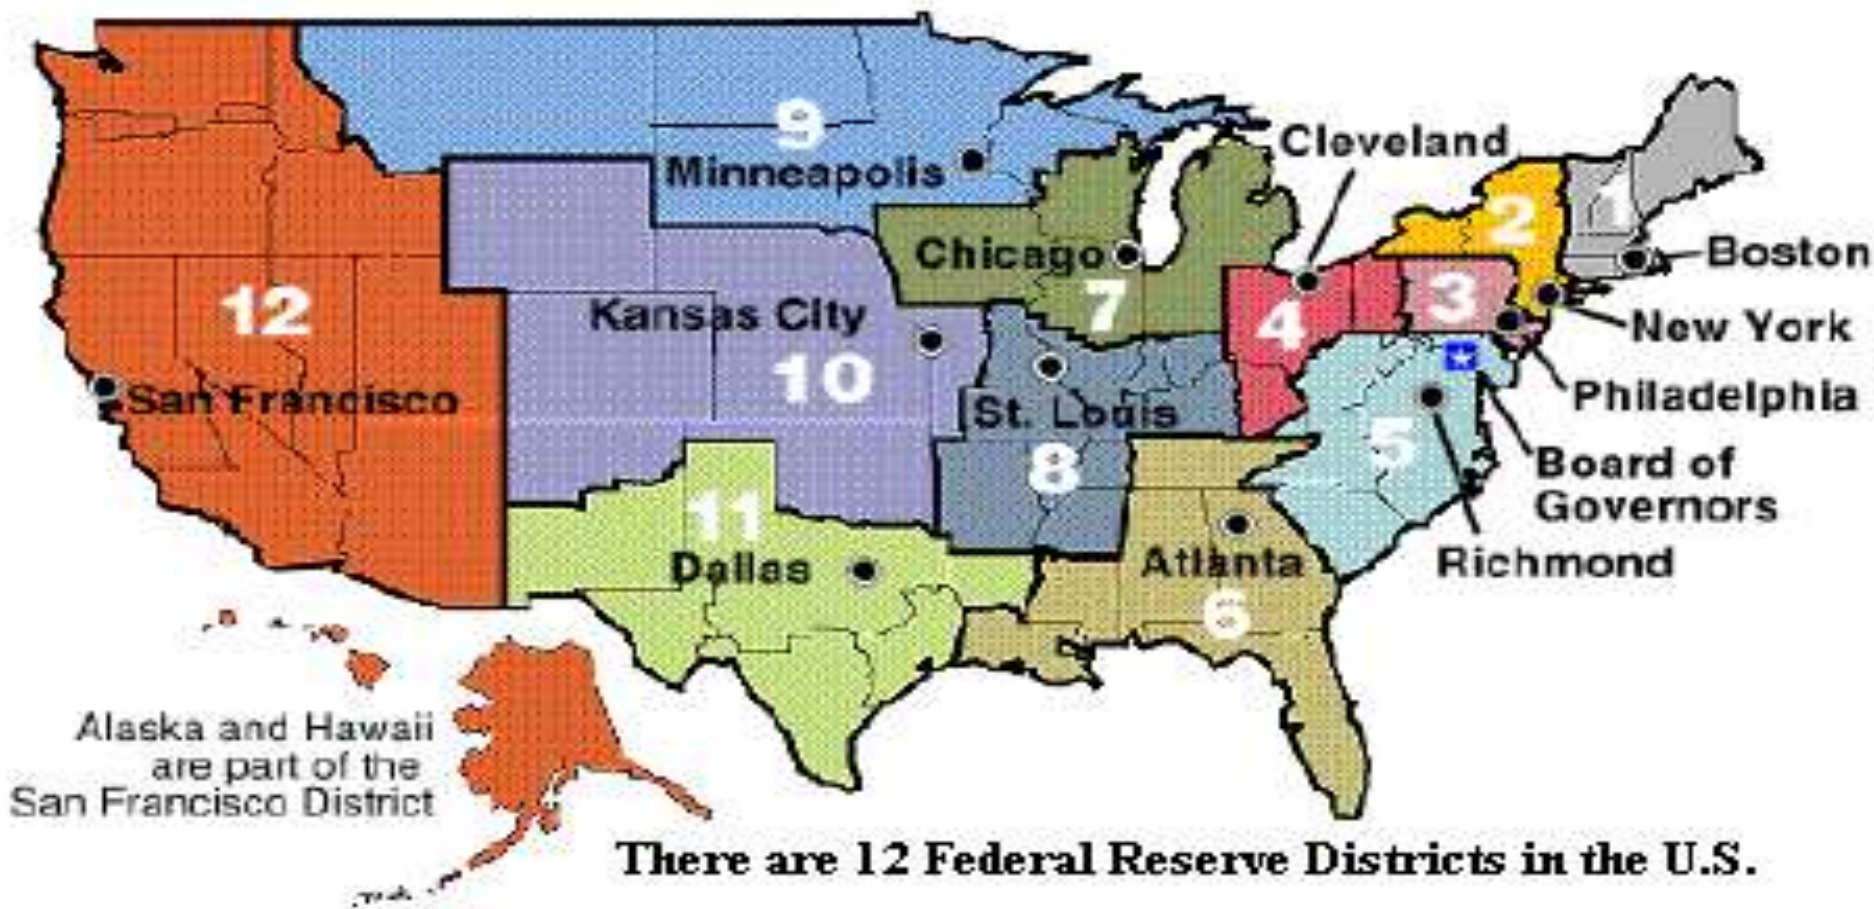 9
Minneapolis
Cleveland
2
1
Chicago
7
Boston
12
Kansas City
10
4
3
New York
San Francisco
St. Louis
8
5
Philadelphia
Board of
Governors
11
Dallas
Atlanta
6
Richmond
Alaska and Hawaii
are part of the
San Francisco District
There are 12 Federal Reserve Districts in the U.S.